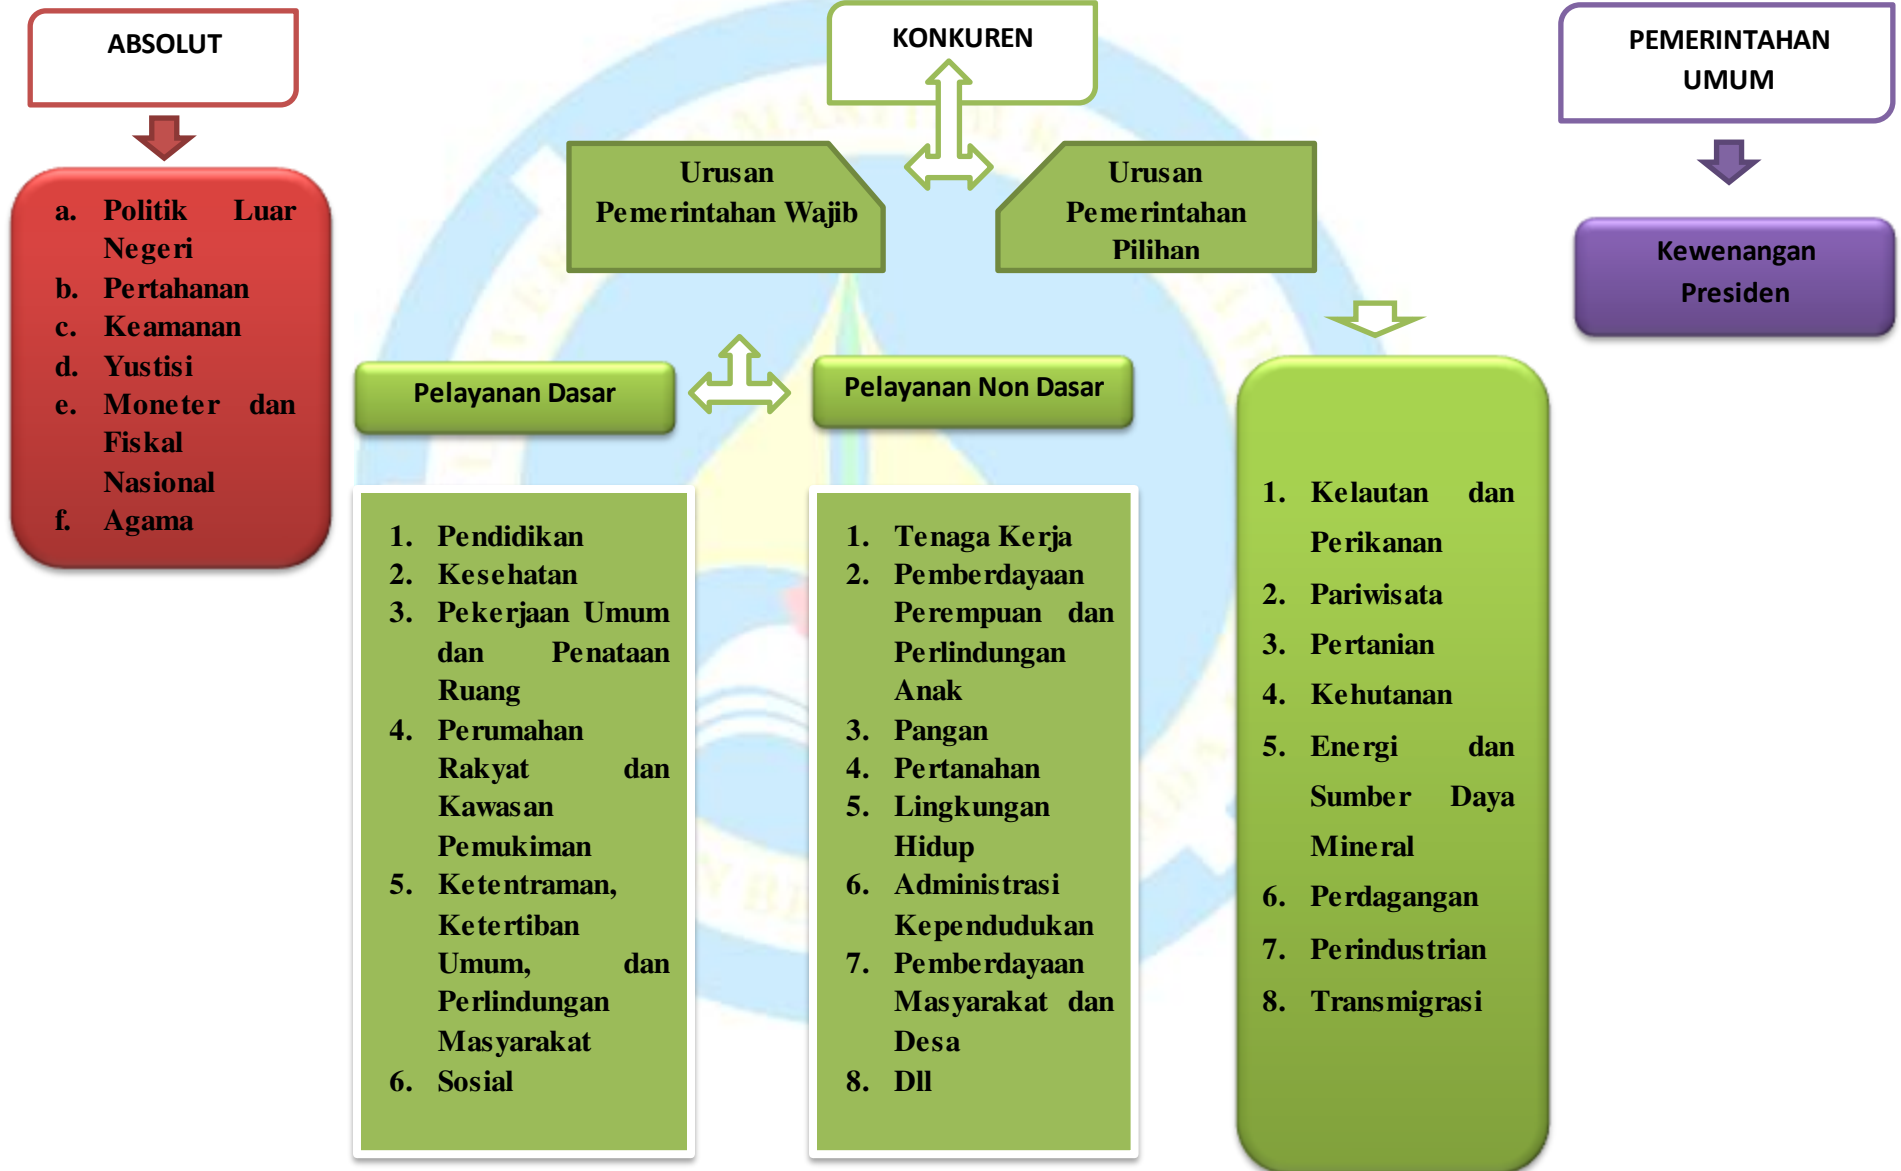 ABSOLUT
a. Politik Luar
Negeri
b. Pertahanan
c. Keamanan
d. Yustisi
e. Moneter dan
Fiskal
Nasional
f. Agama
KONKUREN
Urusan
Pemerintahan Wajib
Urusan
Pemerintahan
Pilihan
Pelayanan Dasar
1. Pendidikan
2. Kesehatan
3. Pekerjaan Umum
dan Penataan
Ruang
4. Perumahan
Rakyat dan
Kawasan
Pemukiman
5. Ketentraman,
Ketertiban
Umum, dan
Perlindungan
Masyarakat
6. Sosial
Pelayanan Non Dasar
1. Tenaga Kerja
2. Pemberdayaan
Perempuan dan
Perlindungan
Anak
3. Pangan
4. Pertanahan
5. Lingkungan
Hidup
6. Administrasi
Kependudukan
7. Pemberdayaan
Masyarakat dan
Desa
8. Dll
1. Kelautan dan
Perikanan
2. Pariwisata
3. Pertanian
4. Kehutanan
5. Energi dan
Sumber Daya
Mineral
6. Perdagangan
7. Perindustrian
8. Transmigrasi
PEMERINTAHAN
UMUM
Kewenangan
Presiden